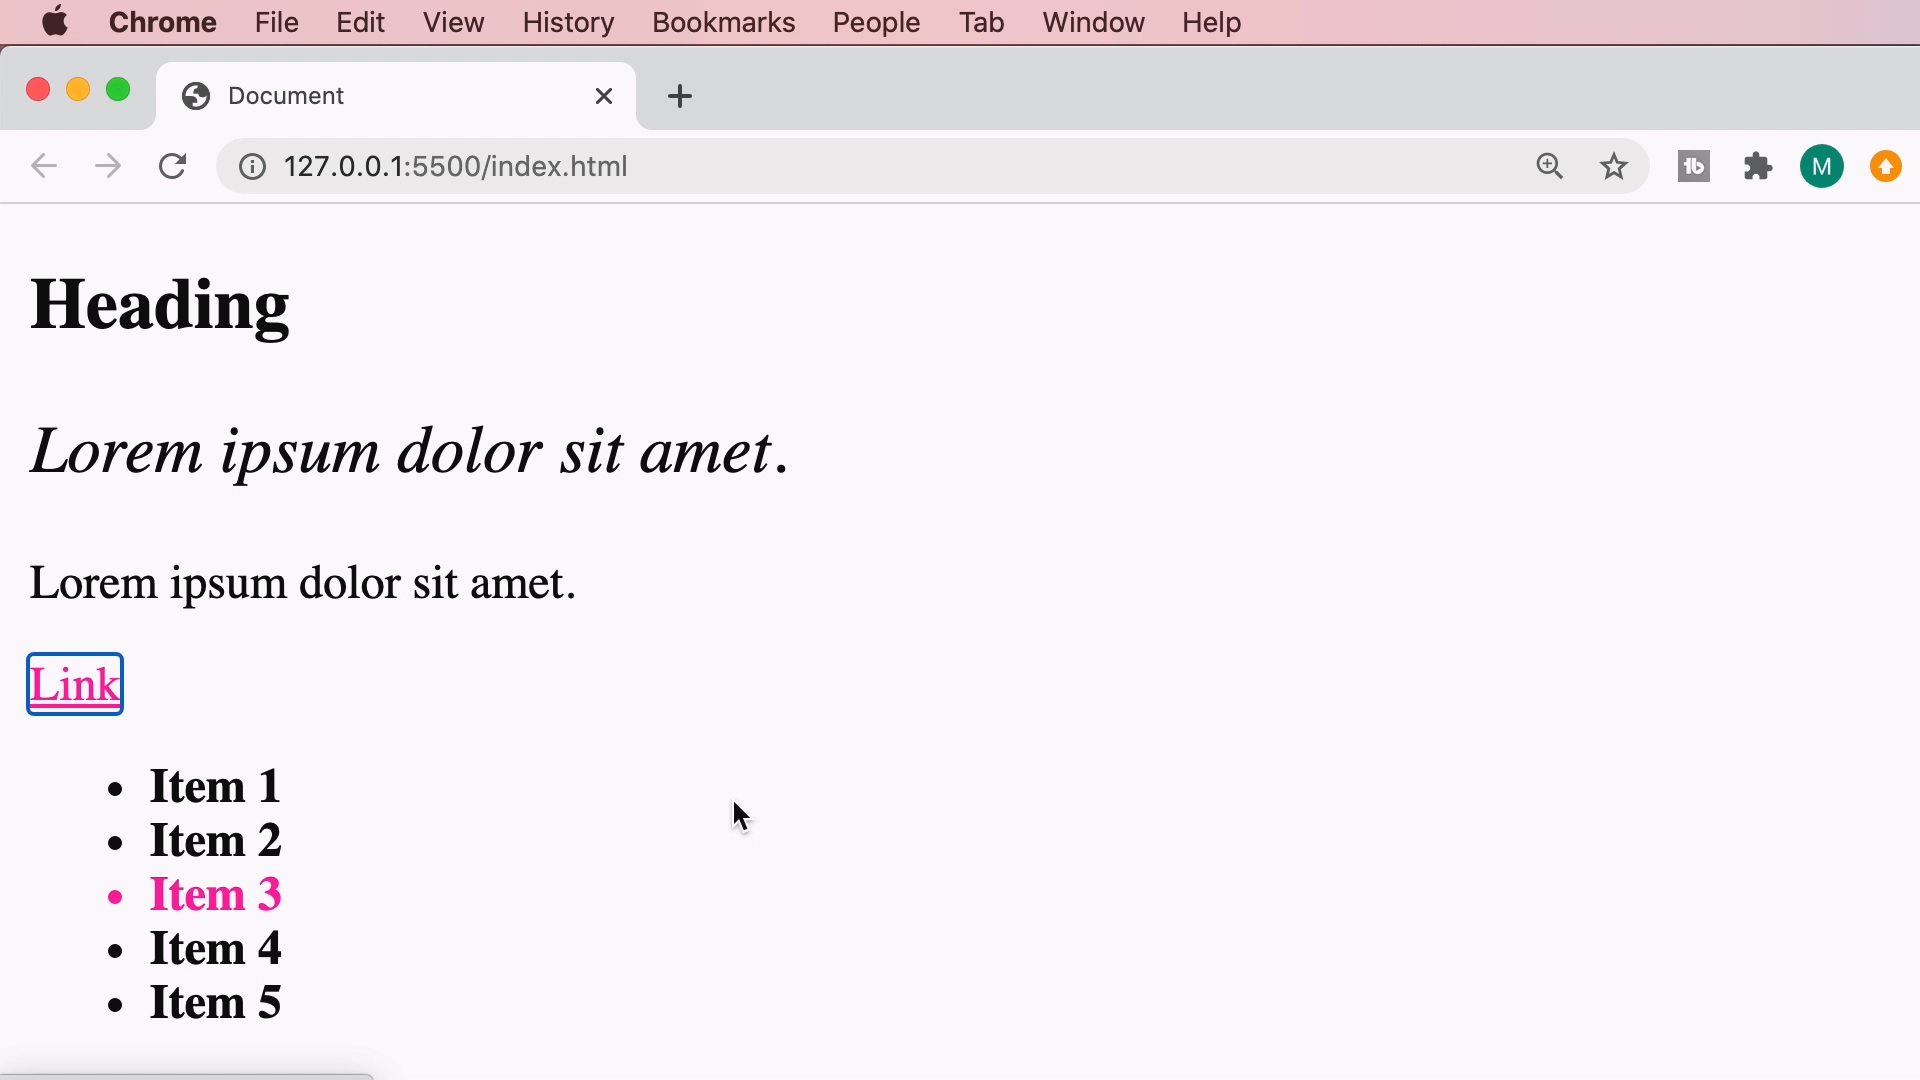 Chrome File Edit View History Bookmarks People Tab Window Help
Document
127.0.0.1:5500/index.html
M
Heading
Lorem ipsum dolor sit amet.
Lorem ipsum dolor sit amet.
Link
• Item 1
• Item 2
• Item 3
• Item 4
• Item 5